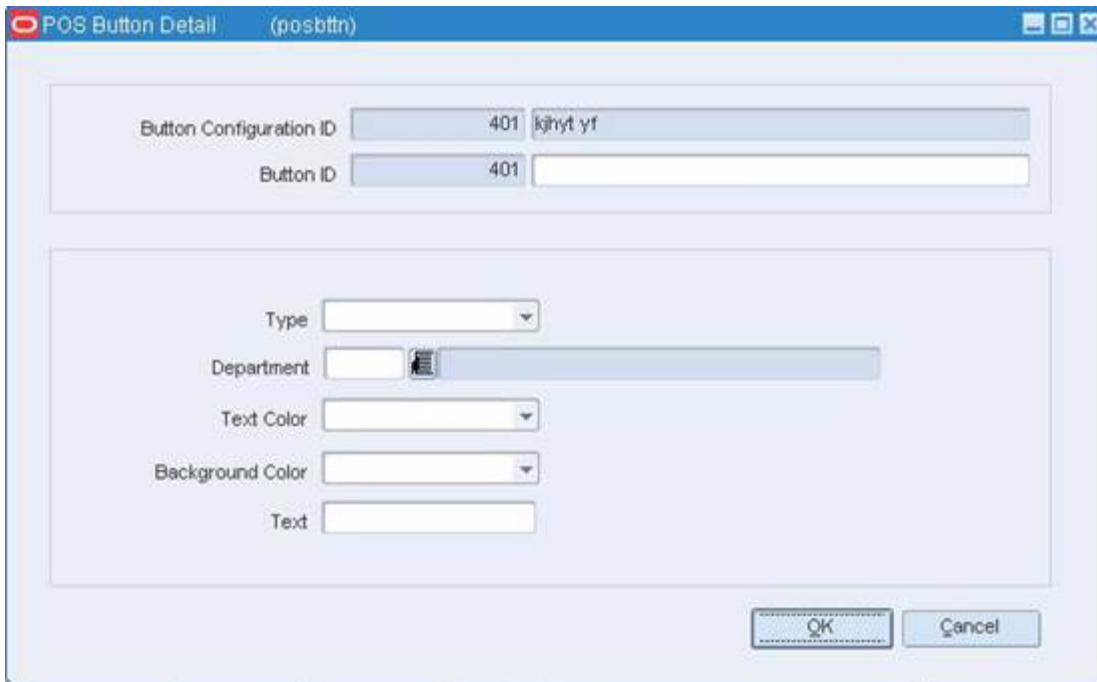 POS Button Detail (posbttn)
Button Configuration ID 401 kjhyt yf
Button ID 401
Type
Department
Text Color
Background Color
Text
OK Cancel